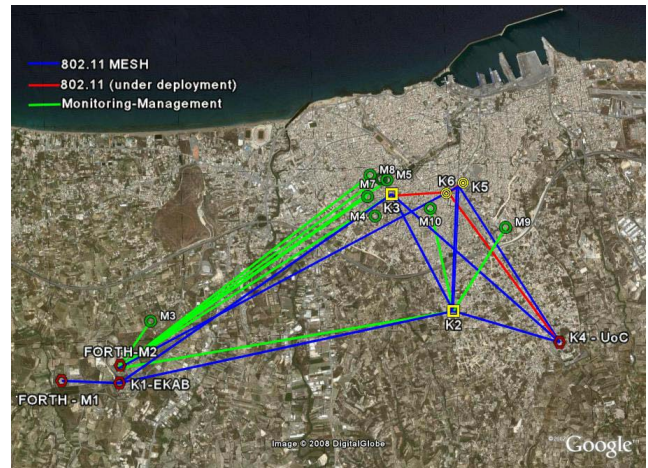 802.11 MESH
802.11 (under deployment)
Monitoring-Management
M8
M5
M7
K6
K5
K3
M4
M10
M9
M3
K2
FORTH-M2
K4 - UoC
K1-EKAB
FORTH - M1
Image © 2008 DigitalGlobe
Google